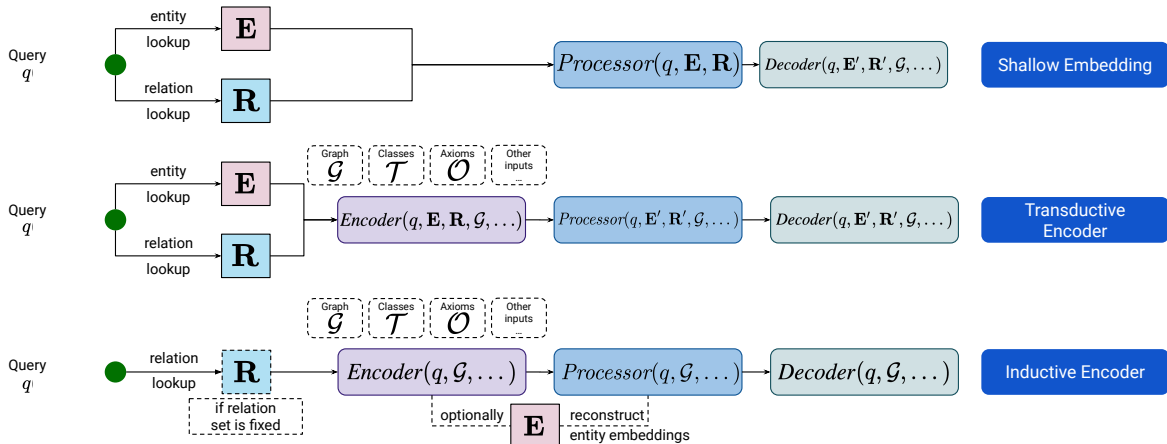 entity
lookup
E
Query
q
relation
lookup
R
Processor(q, E, R)
Decoder(q, E′, R′, 𝒢, . . .)
Shallow Embedding
entity
lookup
E
Query
q
relation
lookup
R
Graph
𝒢
Classes
𝒯
Axioms
𝒪
Other
inputs
...
Encoder(q, E, R, 𝒢, . . .)
Processor(q, E′, R′, 𝒢, . . .)
Decoder(q, E′, R′, 𝒢, . . .)
Transductive
Encoder
Graph
𝒢
Classes
𝒯
Axioms
𝒪
Other
inputs
...
Query
q
relation
lookup
R
if relation
set is fixed
Encoder(q, 𝒢, . . .)
Processor(q, 𝒢, . . .)
Decoder(q, 𝒢, . . .)
Inductive Encoder
optionally
E
reconstruct
entity embeddings